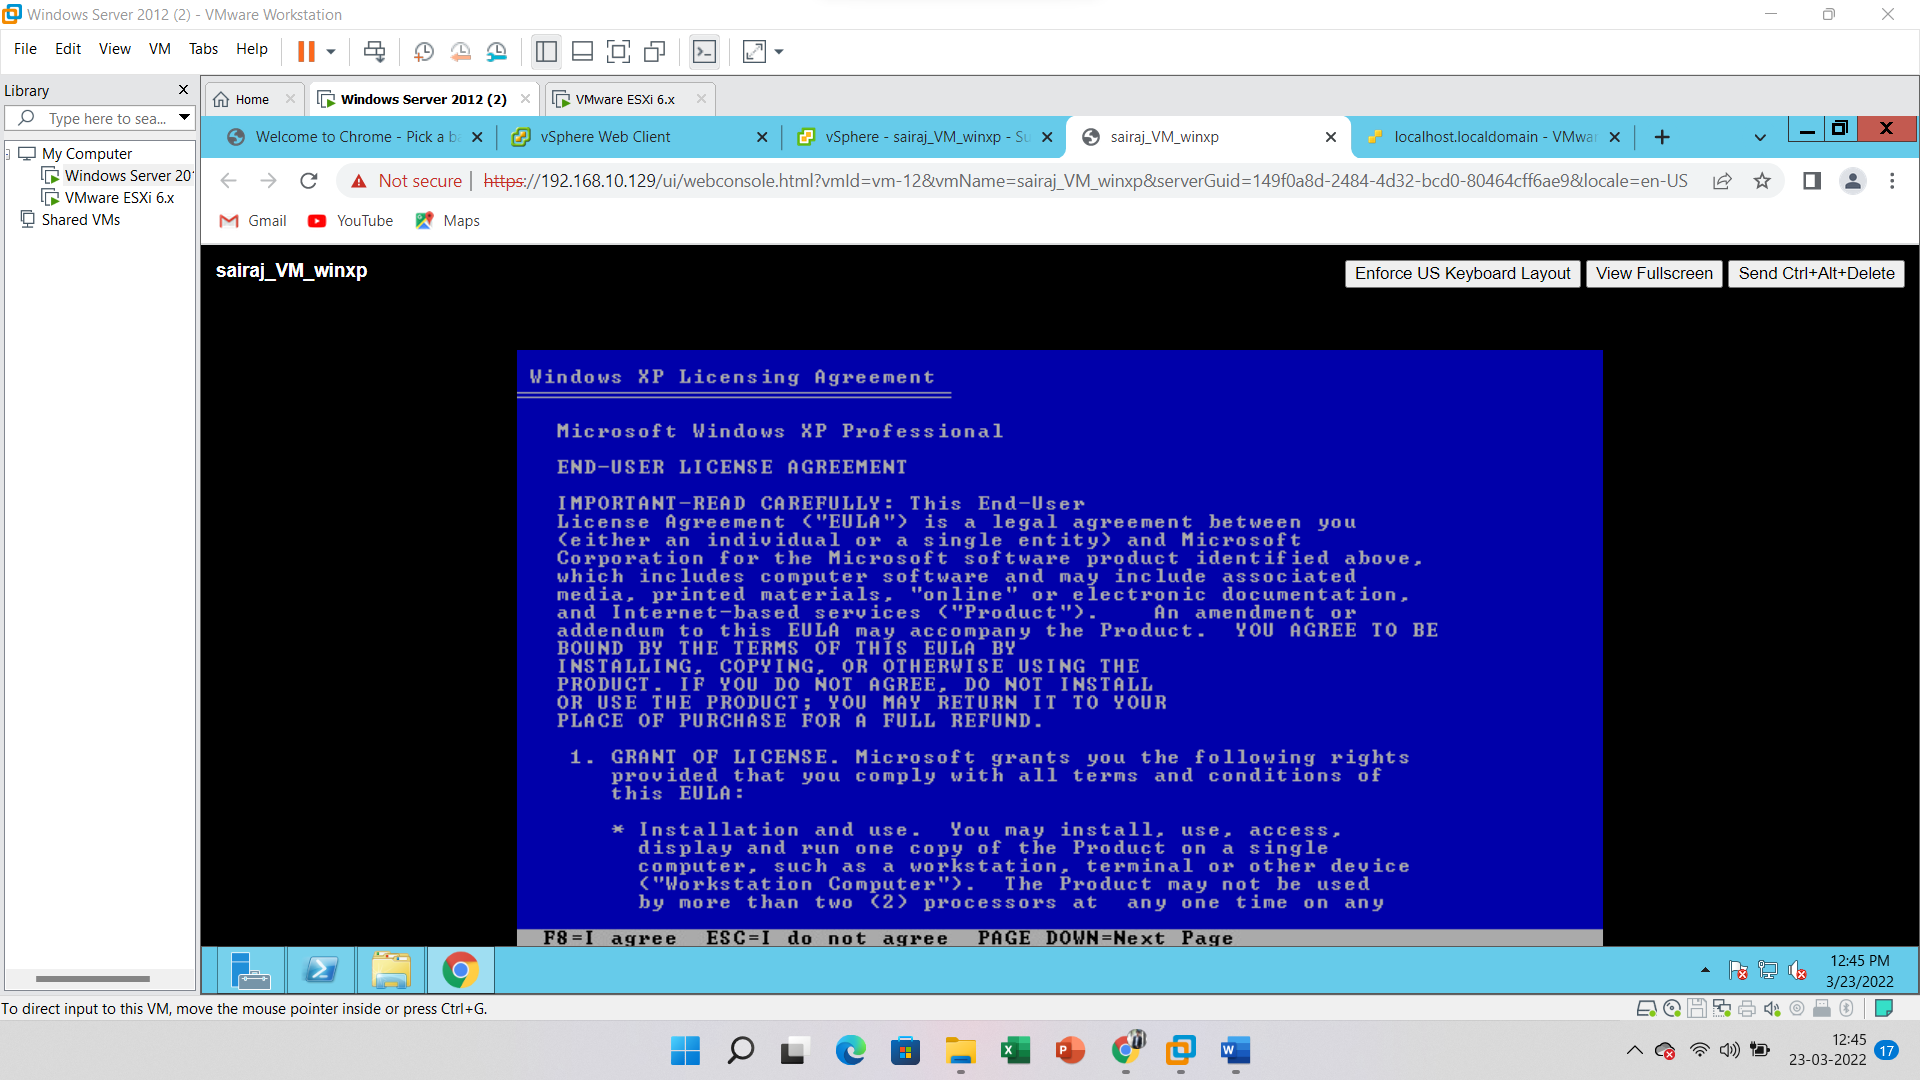 Windows Server 2012 (2) - VMware Workstation
File Edit View VM Tabs Help
Library
Type here to sea...
My Computer
Windows Server 20
VMware ESXi 6.x
Shared VMs
Home
Windows Server 2012 (2)
VMware ESXi 6.x
Welcome to Chrome - Pick a b
vSphere Web Client
vSphere - sairaj_VM_winxp - Su
sairaj_VM_winxp
localhost.localdomain - VMwar
Not secure https://192.168.10.129/ui/webconsole.html?vmId=vm-12&vmName=sairaj_VM_winxp&serverGuid=149f0a8d-2484-4d32-bcd0-80464cff6ae9&locale=en-US
Gmail YouTube Maps
sairaj_VM_winxp
Enforce US Keyboard Layout View Fullscreen Send Ctrl+Alt+Delete
Windows XP Licensing Agreement
Microsoft Windows XP Professional
END-USER LICENSE AGREEMENT
IMPORTANT-READ CAREFULLY: This End-User
License Agreement ("EULA") is a legal agreement between you
(either an individual or a single entity) and Microsoft
Corporation for the Microsoft software product identified above,
which includes computer software and may include associated
media, printed materials, "online" or electronic documentation,
and Internet-based services ("Product"). An amendment or
addendum to this EULA may accompany the Product. YOU AGREE TO BE
BOUND BY THE TERMS OF THIS EULA BY
INSTALLING, COPYING, OR OTHERWISE USING THE
PRODUCT. IF YOU DO NOT AGREE, DO NOT INSTALL
OR USE THE PRODUCT; YOU MAY RETURN IT TO YOUR
PLACE OF PURCHASE FOR A FULL REFUND.
1. GRANT OF LICENSE. Microsoft grants you the following rights
provided that you comply with all terms and conditions of
this EULA:
* Installation and use. You may install, use, access,
display and run one copy of the Product on a single
computer, such as a workstation, terminal or other device
("Workstation Computer"). The Product may not be used
by more than two (2) processors at any one time on any
F8=I agree ESC=I do not agree PAGE DOWN=Next Page
12:45 PM
3/23/2022
To direct input to this VM, move the mouse pointer inside or press Ctrl+G.
12:45
23-03-2022
17